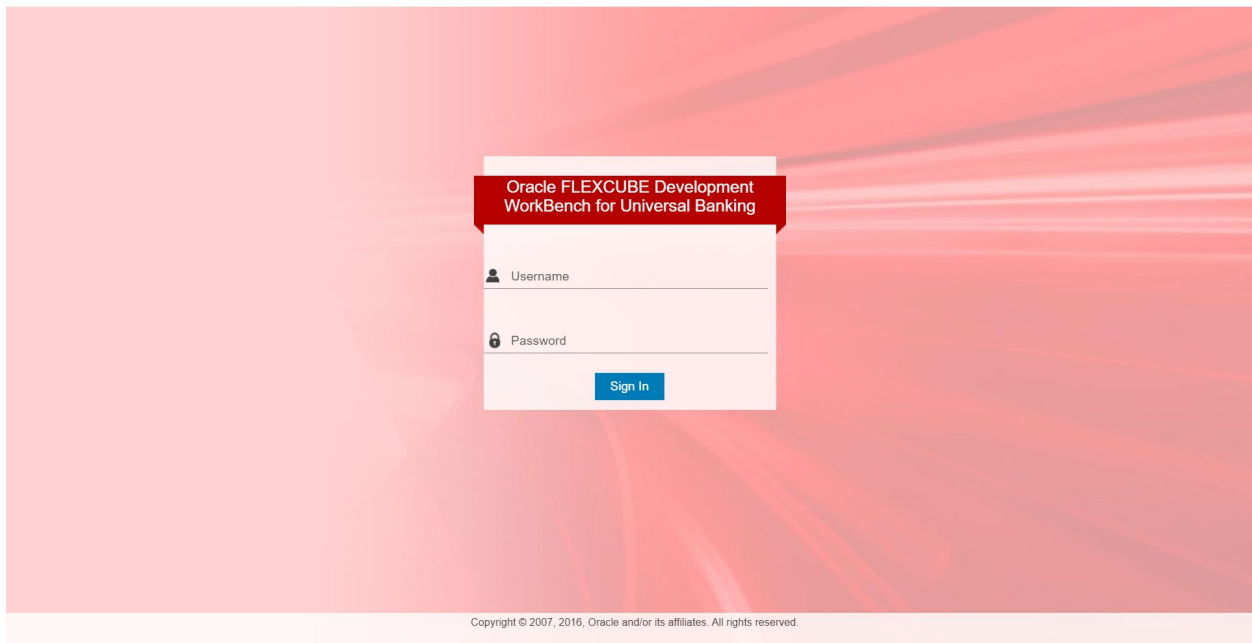 Oracle FLEXCUBE Development
WorkBench for Universal Banking
Username
Password
Sign In
Copyright © 2007, 2016, Oracle and/or its affiliates. All rights reserved.